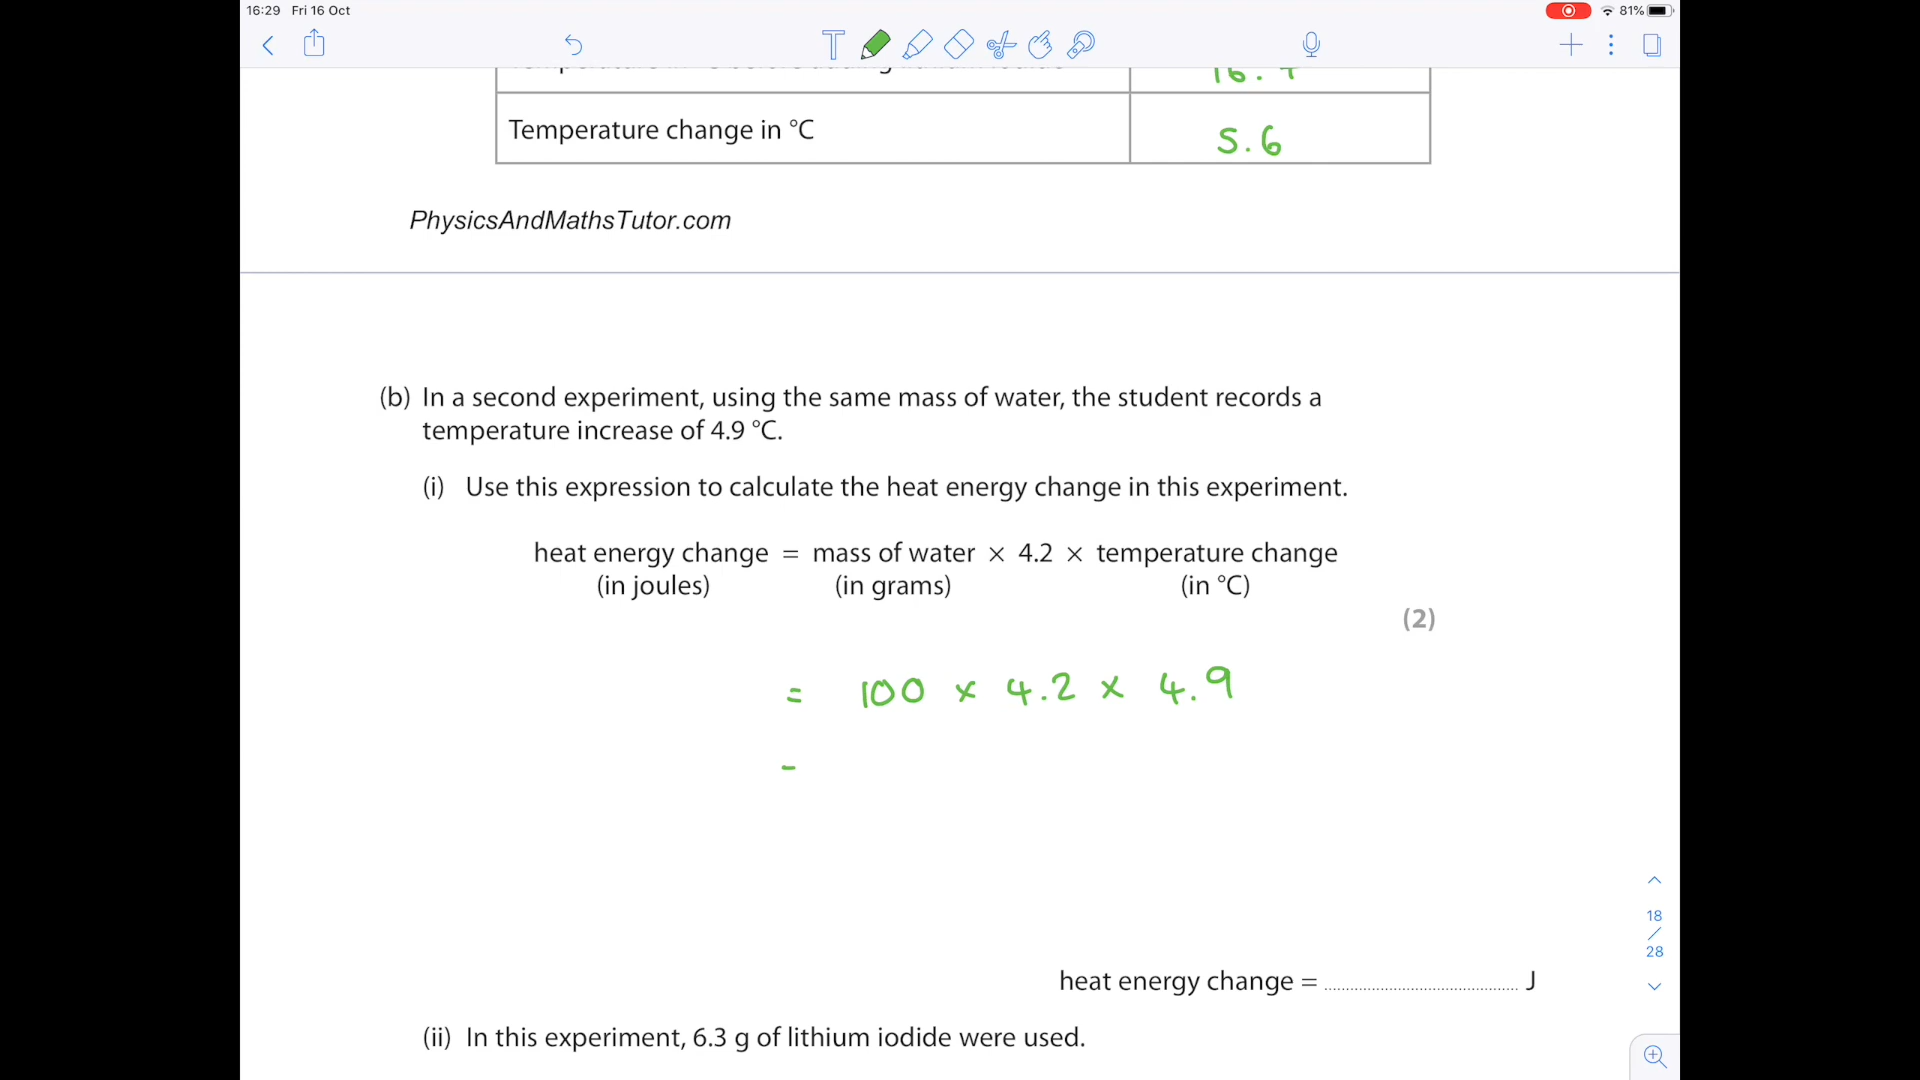 16:29 Fri 16 Oct
81%
T
Temperature change in °C
5.6
PhysicsAndMathsTutor.com
(b) In a second experiment, using the same mass of water, the student records a
temperature increase of 4.9 °C.
(i) Use this expression to calculate the heat energy change in this experiment.
heat energy change = mass of water × 4.2 × temperature change
(in joules) (in grams) (in °C)
(2)
= 100 × 4.2 × 4.9
-
18
/
28
heat energy change = ............................................ J
(ii) In this experiment, 6.3 g of lithium iodide were used.